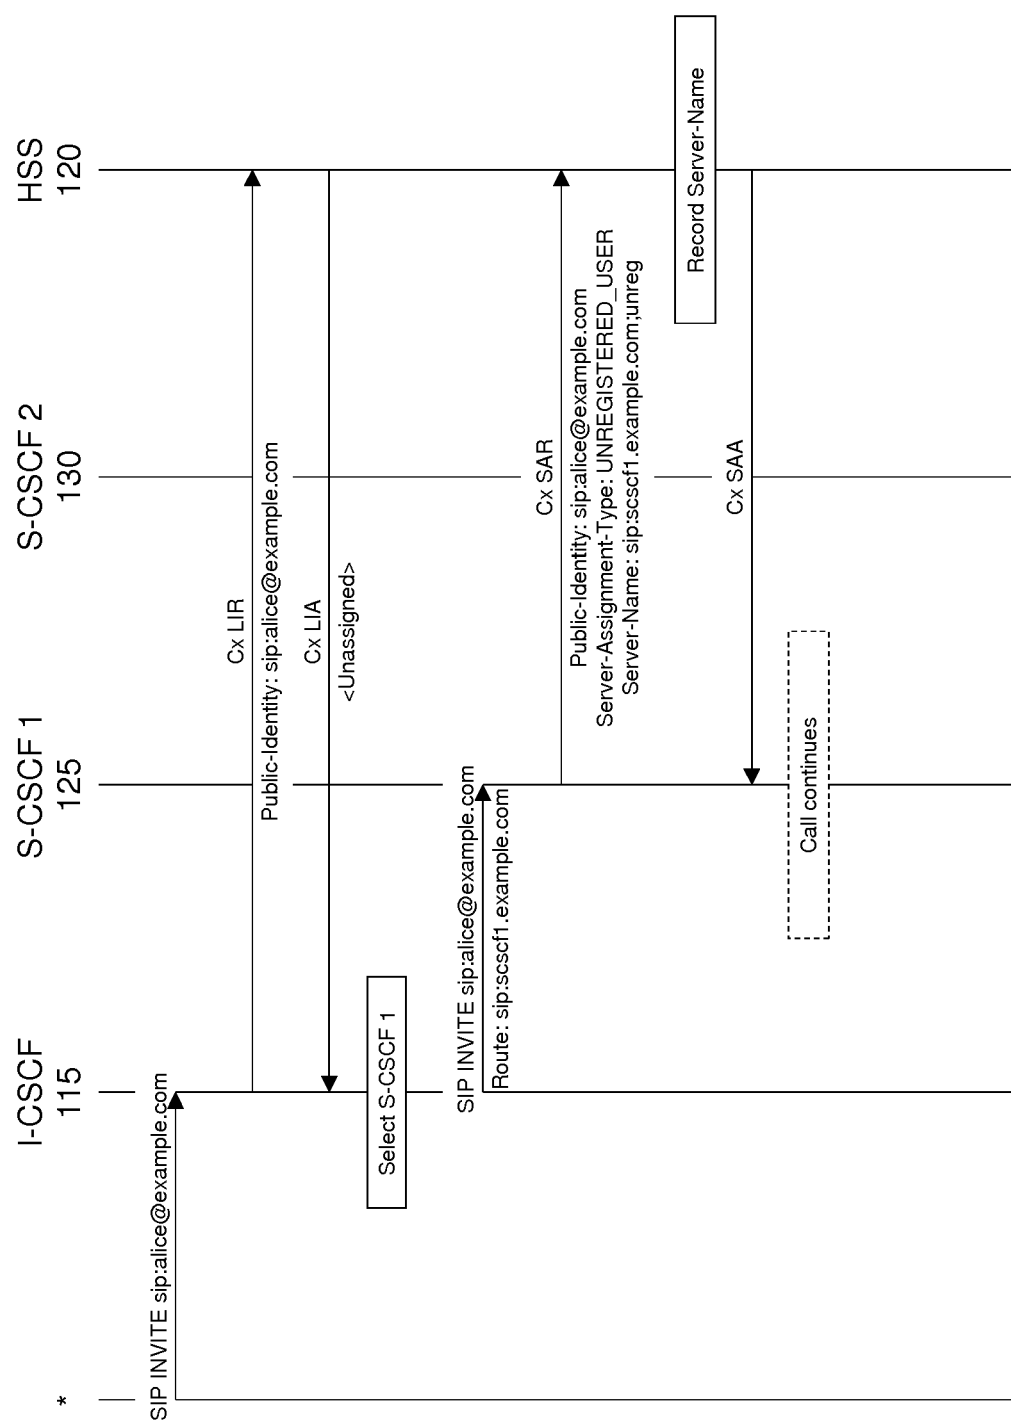 *
I-CSCF
115
S-CSCF 1
125
S-CSCF 2
130
HSS
120
SIP INVITE sip:alice@example.com
Cx LIR
Public-Identity: sip:alice@example.com
Cx LIA
<Unassigned>
Select S-CSCF 1
SIP INVITE sip:alice@example.com
Route: sip:scscf1.example.com
Cx SAR
Public-Identity: sip:alice@example.com
Server-Assignment-Type: UNREGISTERED_USER
Server-Name: sip:scscf1.example.com;unreg
Record Server-Name
Cx SAA
Call continues